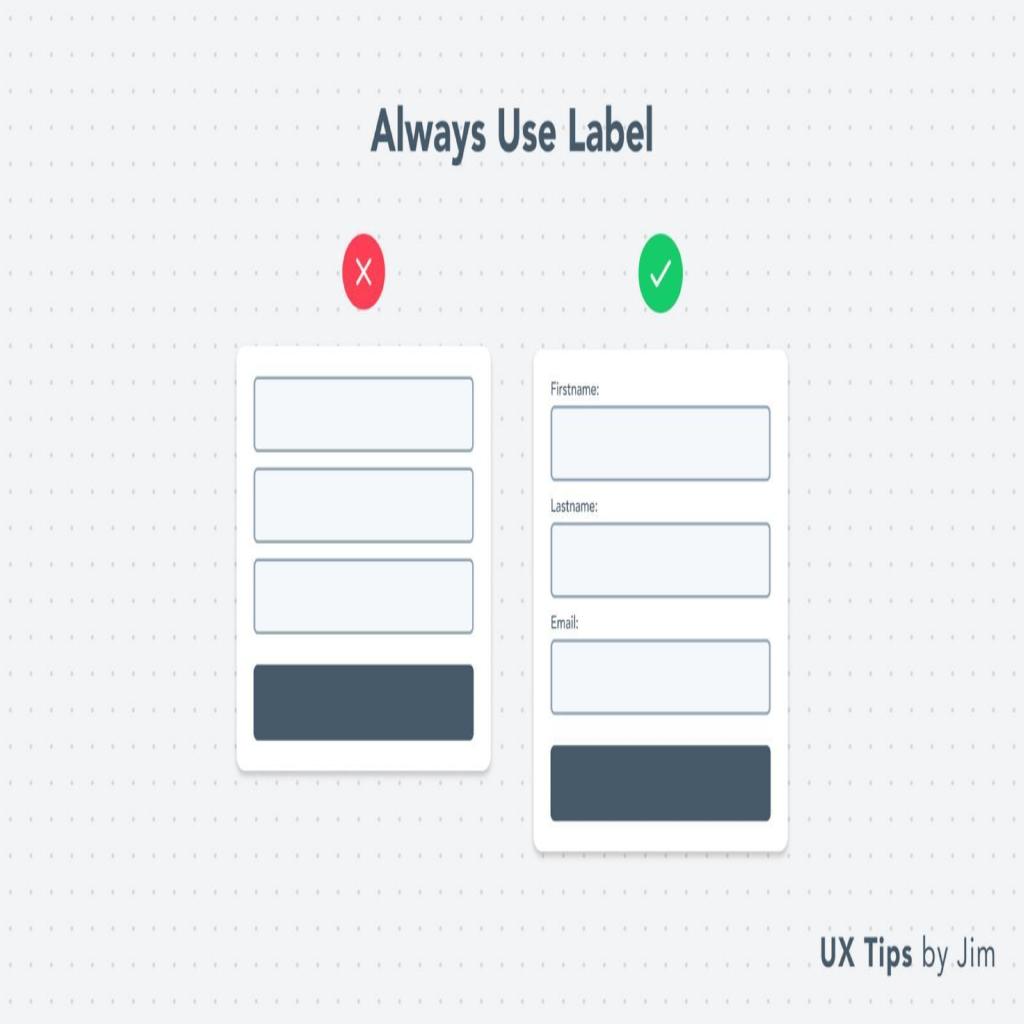 Always Use Label
Firstname:
Lastname:
Email:
UX Tips by Jim